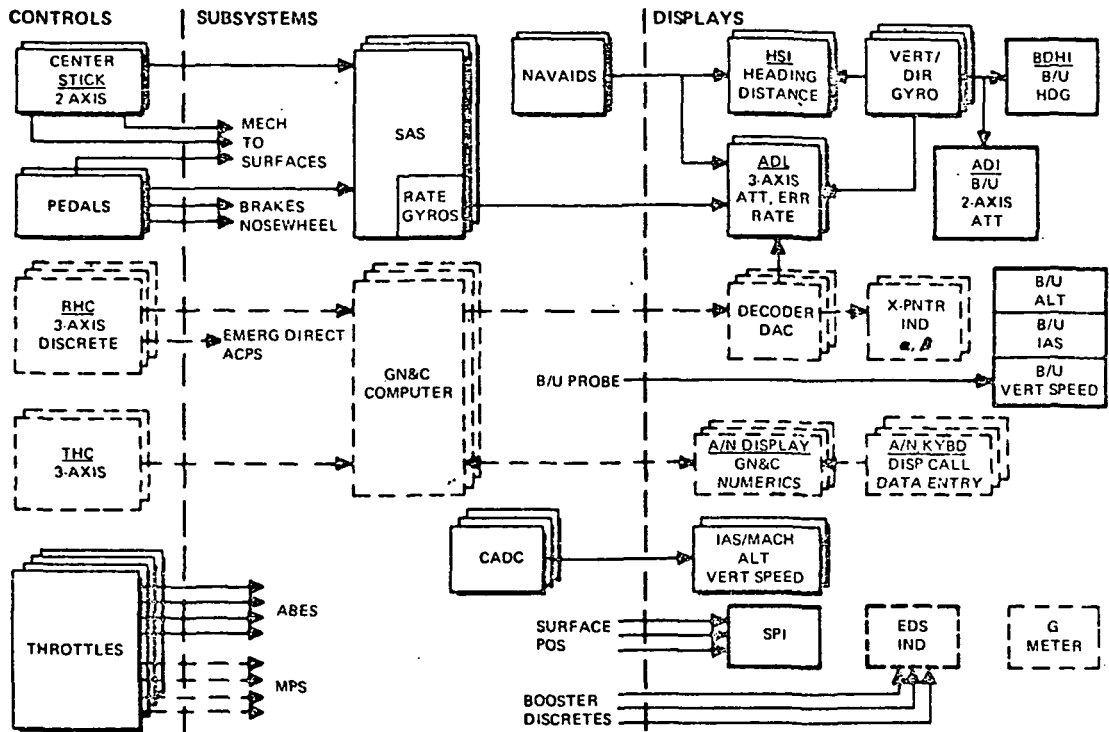 CONTROLS
SUBSYSTEMS
DISPLAYS
CENTER
STICK
2 AXIS
MECH
TO
SURFACES
PEDALS
BRAKES
NOSEWHEEL
SAS
RATE
GYROS
NAVAIDS
HSI
HEADING
DISTANCE
VERT/
DIR
GYRO
BDHI
B/U
HDG
ADI
3-AXIS
ATT, ERR
RATE
ADI
B/U
2-AXIS
ATT
RHC
3-AXIS
DISCRETE
EMERG DIRECT
ACPS
GN&C
COMPUTER
DECODER
DAC
X-PNTR
IND
α, β
B/U
ALT
B/U
IAS
B/U
VERT SPEED
B/U PROBE
THC
3-AXIS
A/N DISPLAY
GN&C
NUMERICS
A/N KYBD
DISP CALL
DATA ENTRY
CADC
IAS/MACH
ALT
VERT SPEED
THROTTLES
ABES
MPS
SURFACE
POS
SPI
EDS
IND
G
METER
BOOSTER
DISCRETES